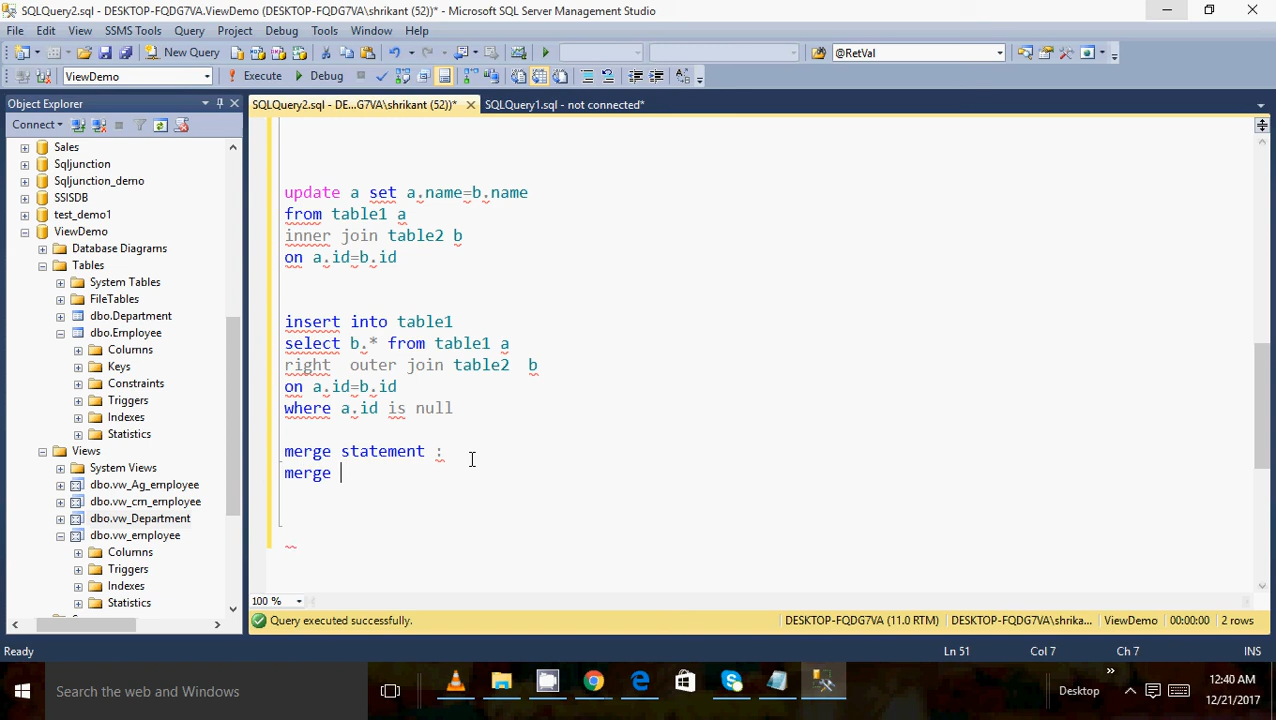 SQLQuery2.sql - DESKTOP-FQDG7VA.ViewDemo (DESKTOP-FQDG7VA\shrikant (52))* - Microsoft SQL Server Management Studio
File Edit View SSMS Tools Query Project Debug Tools Window Help
New Query @RetVal
ViewDemo Execute Debug
Object Explorer SQLQuery2.sql - DE...G7VA\shrikant (52))* SQLQuery1.sql - not connected*
Connect
Sales
Sqljunction
Sqljunction_demo
SSISDB
test_demo1
ViewDemo
Database Diagrams
Tables
System Tables
FileTables
dbo.Department
dbo.Employee
Columns
Keys
Constraints
Triggers
Indexes
Statistics
Views
System Views
dbo.vw_Ag_employee
dbo.vw_crn_employee
dbo.vw_Department
dbo.vw_employee
Columns
Triggers
Indexes
Statistics
update a set a.name=b.name
from table1 a
inner join table2 b
on a.id=b.id
insert into table1
select b.* from table1 a
right  outer join table2  b
on a.id=b.id
where a.id is null
merge statement :
merge
100 %
Query executed successfully. DESKTOP-FQDG7VA (11.0 RTM) DESKTOP-FQDG7VA\shrika... ViewDemo 00:00:00 2 rows
Ready Ln 51 Col 7 Ch 7 INS
Search the web and Windows Desktop 12:40 AM
12/21/2017